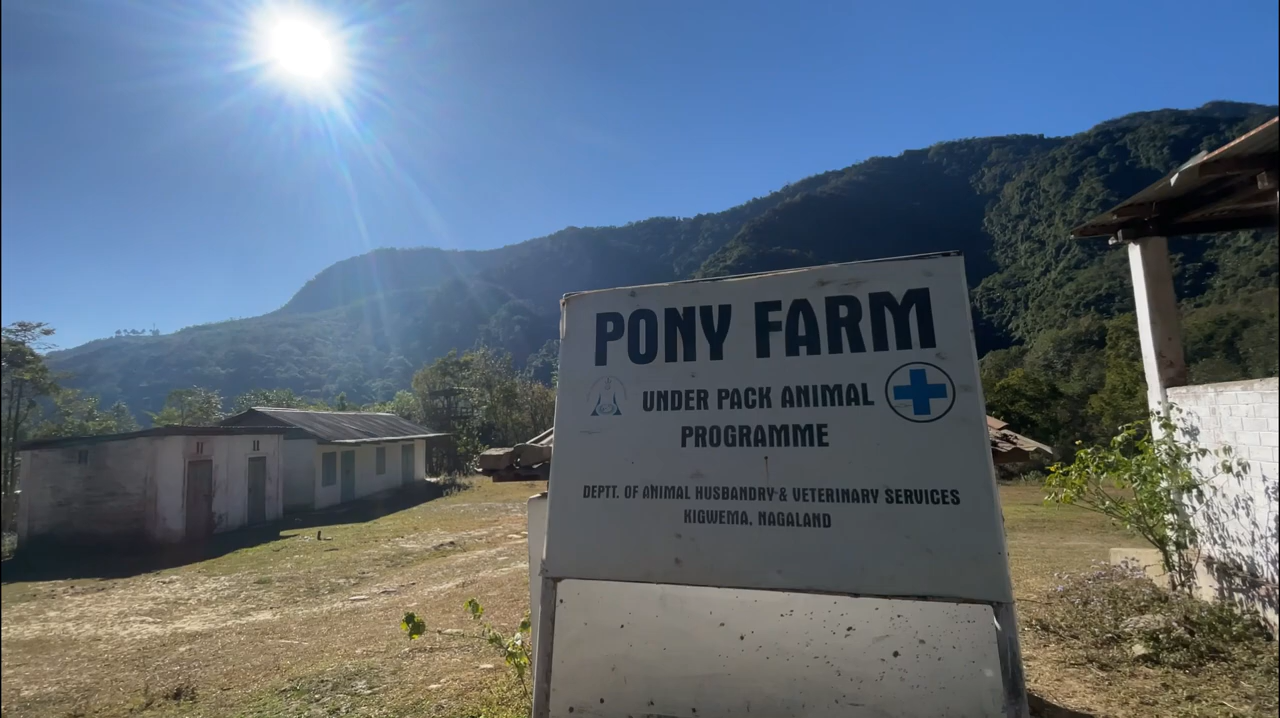 PONY FARM
UNDER PACK ANIMAL
PROGRAMME
DEPTT. OF ANIMAL HUSBANDRY & VETERINARY SERVICES
KIGWEMA, NAGALAND